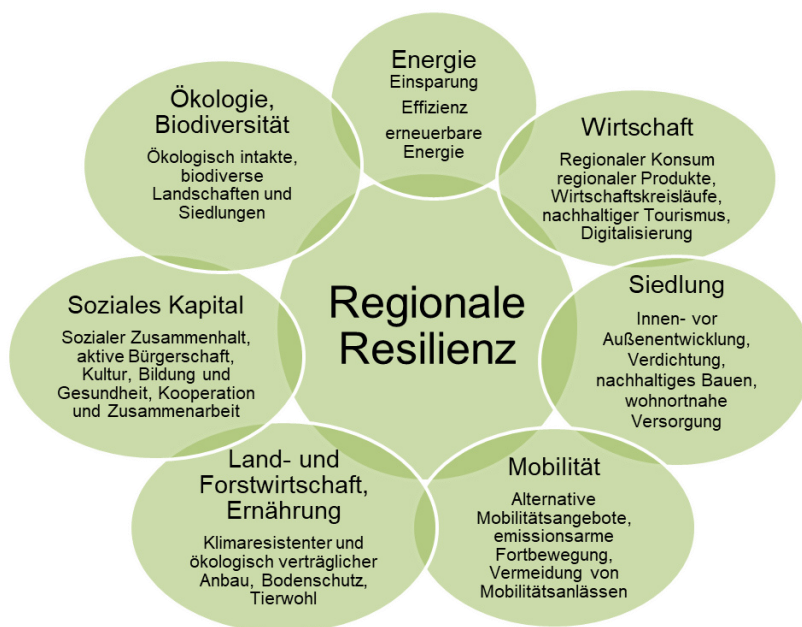 Energie
Einsparung
Effizienz
erneuerbare
Energie
Ökologie,
Biodiversität
Ökologisch intakte,
biodiverse
Landschaften und
Siedlungen
Wirtschaft
Regionaler Konsum
regionaler Produkte,
Wirtschaftskreisläufe,
nachhaltiger Tourismus,
Digitalisierung
Soziales Kapital
Sozialer Zusammenhalt,
aktive Bürgerschaft,
Kultur, Bildung und
Gesundheit, Kooperation
und Zusammenarbeit
Regionale
Resilienz
Siedlung
Innen- vor
Außenentwicklung,
Verdichtung,
nachhaltiges Bauen,
wohnortnahe
Versorgung
Land- und
Forstwirtschaft,
Ernährung
Klimaresistenter und
ökologisch verträglicher
Anbau, Bodenschutz,
Tierwohl
Mobilität
Alternative
Mobilitätsangebote,
emissionsarme
Fortbewegung,
Vermeidung von
Mobilitätsanlässen